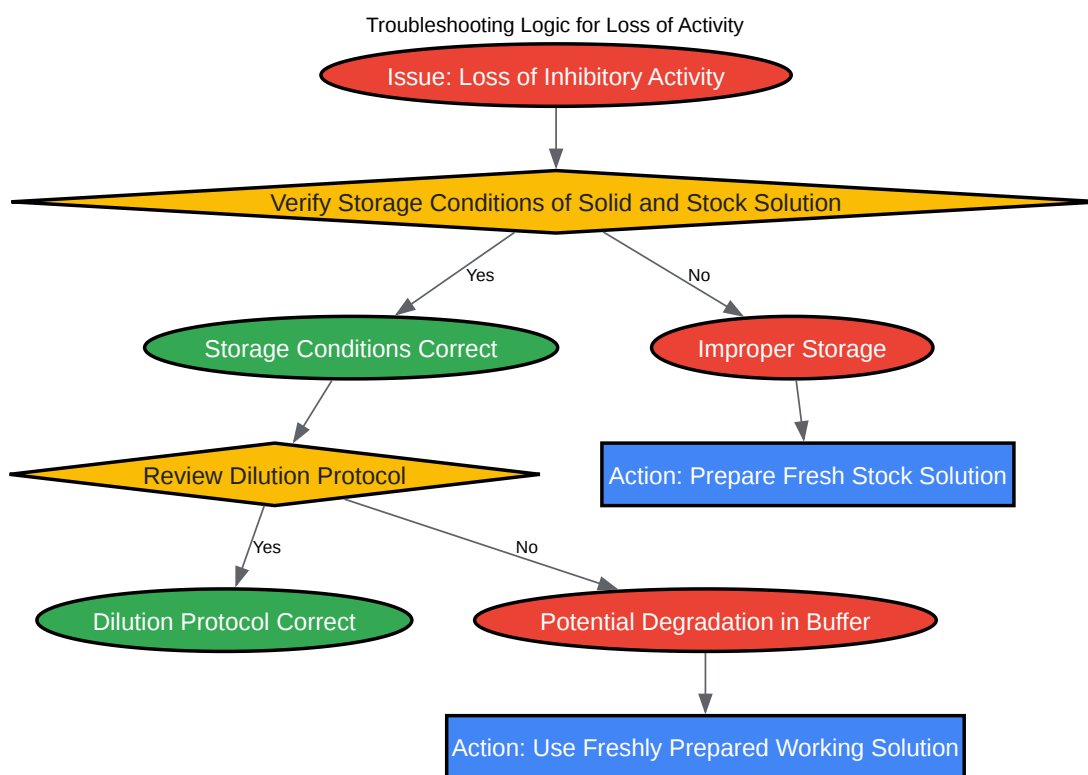 Troubleshooting Logic for Loss of Activity
Issue: Loss of Inhibitory Activity
Verify Storage Conditions of Solid and Stock Solution
Yes
No
Storage Conditions Correct
Improper Storage
Review Dilution Protocol
Action: Prepare Fresh Stock Solution
Yes
No
Dilution Protocol Correct
Potential Degradation in Buffer
Action: Use Freshly Prepared Working Solution